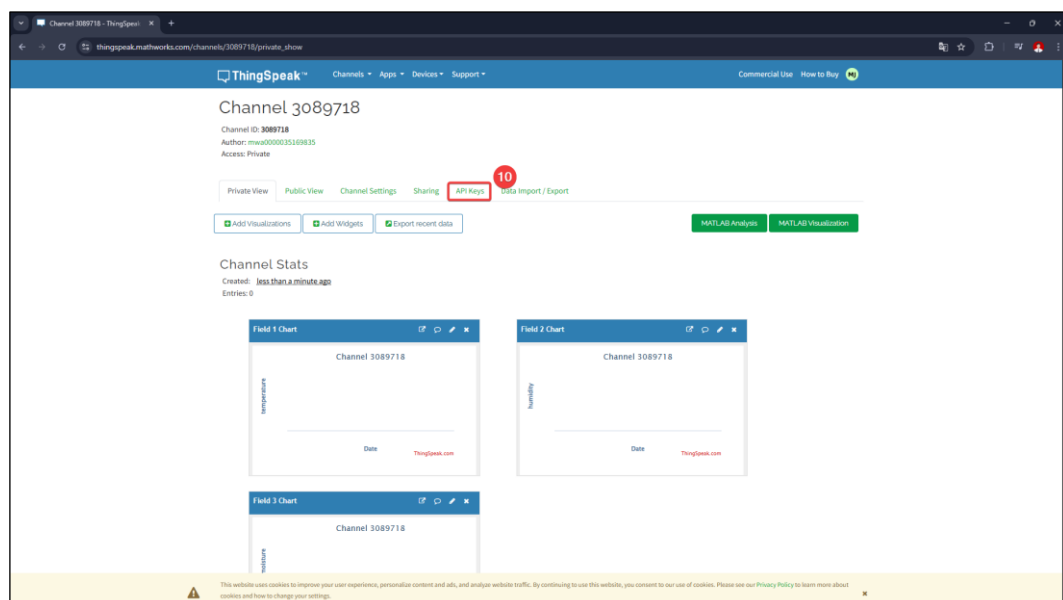 Channel 3089718 - ThingSpeak
thingspeak.mathworks.com/channels/3089718/private_show
ThingSpeak™ Channels Apps Devices Support Commercial Use How to Buy MJ
Channel 3089718
Channel ID: 3089718
Author: mwa0000035169835
Access: Private
10
Private View Public View Channel Settings Sharing API Keys Data Import / Export
Add Visualizations Add Widgets Export recent data MATLAB Analysis MATLAB Visualization
Channel Stats
Created: less than a minute ago
Entries: 0
Field 1 Chart
Channel 3089718
temperature
Date
ThingSpeak.com
Field 2 Chart
Channel 3089718
humidity
Date
ThingSpeak.com
Field 3 Chart
Channel 3089718
moisture
This website uses cookies to improve your user experience, personalize content and ads, and analyze website traffic. By continuing to use this website, you consent to our use of cookies. Please see our Privacy Policy to learn more about
cookies and how to change your settings.